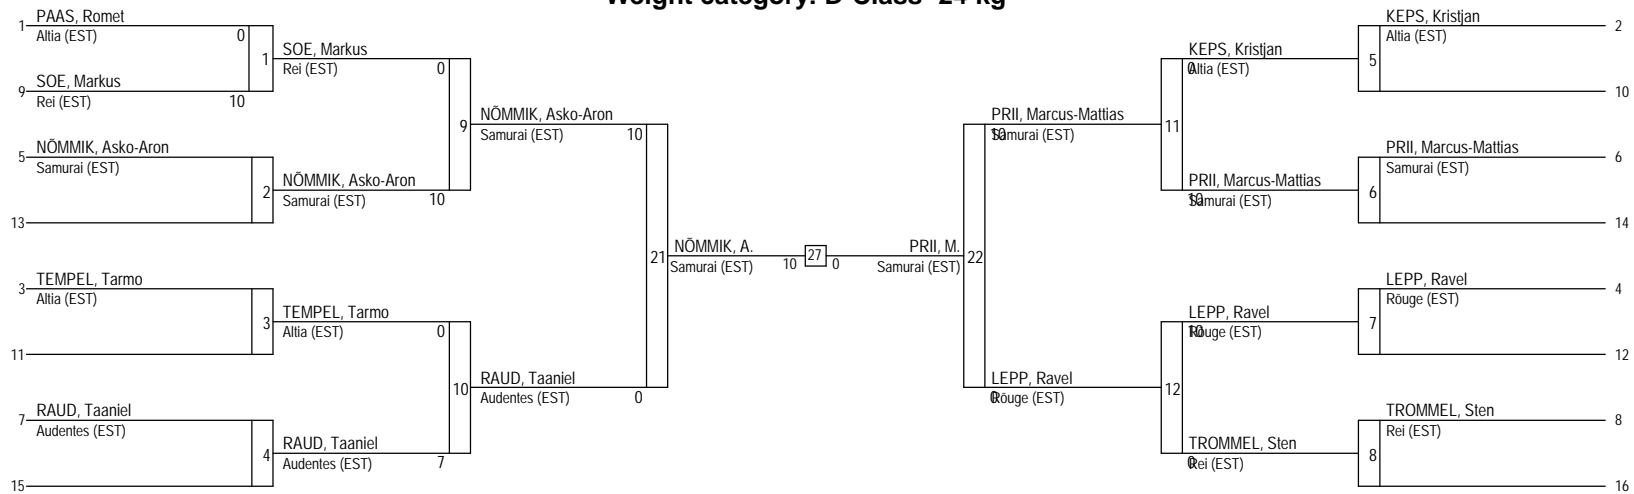 Weight category: D-Class -24 kg
1 PAAS, Romet
Altia (EST) 0
1
9 SOE, Markus
Rei (EST) 10
SOE, Markus
Rei (EST) 0
5 NÕMMIK, Asko-Aron
Samurai (EST)
2
13
NÕMMIK, Asko-Aron
Samurai (EST) 10
9
NÕMMIK, Asko-Aron
Samurai (EST) 10
3 TEMPEL, Tarmo
Altia (EST)
3
11
TEMPEL, Tarmo
Altia (EST) 0
7 RAUD, Taaniel
Audentes (EST)
4
15
RAUD, Taaniel
Audentes (EST) 7
10
RAUD, Taaniel
Audentes (EST) 0
21
NÕMMIK, A.
Samurai (EST) 10
27
PRII, M.
0 Samurai (EST)
22
PRII, Marcus-Mattias
10 Samurai (EST)
11
KEPS, Kristjan
0 Altia (EST)
KEPS, Kristjan 2
Altia (EST)
5
10
PRII, Marcus-Mattias
10 Samurai (EST)
PRII, Marcus-Mattias 6
Samurai (EST)
6
14
LEPP, Ravel
0 Rõuge (EST)
12
LEPP, Ravel
10 Rõuge (EST)
LEPP, Ravel 4
Rõuge (EST)
7
12
TROMMEL, Sten
0 Rei (EST)
TROMMEL, Sten 8
Rei (EST)
8
16